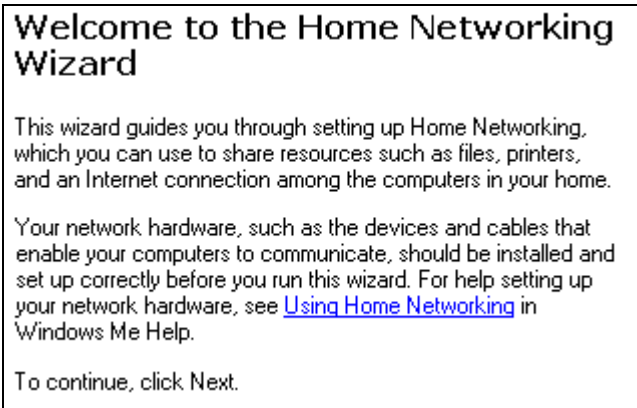 Welcome to the Home Networking
Wizard
This wizard guides you through setting up Home Networking,
which you can use to share resources such as files, printers,
and an Internet connection among the computers in your home.
Your network hardware, such as the devices and cables that
enable your computers to communicate, should be installed and
set up correctly before you run this wizard. For help setting up
your network hardware, see Using Home Networking in
Windows Me Help.
To continue, click Next.